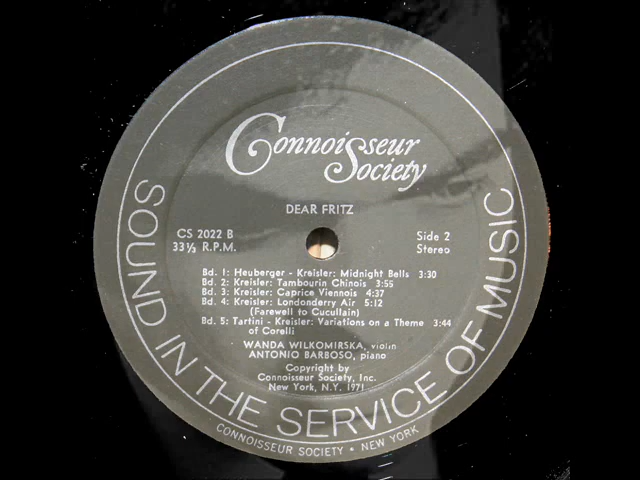 Connoisseur
Society
DEAR FRITZ
CS 2022 B
33⅓ R.P.M.
Side 2
Stereo
Bd. 1: Heuberger - Kreisler: Midnight Bells 3:30
Bd. 2: Kreisler: Tambourin Chinois 3:55
Bd. 3: Kreisler: Caprice Viennois 4:37
Bd. 4: Kreisler: Londonderry Air 5:12
(Farewell to Cucullain)
Bd. 5: Tartini - Kreisler: Variations on a Theme 3:44
of Corelli
WANDA WILKOMIRSKA, violin
ANTONIO BARBOSO, piano
Copyright by
Connoisseur Society, Inc.
New York, N.Y. 1971
SOUND IN THE SERVICE OF MUSIC
CONNOISSEUR SOCIETY • NEW YORK